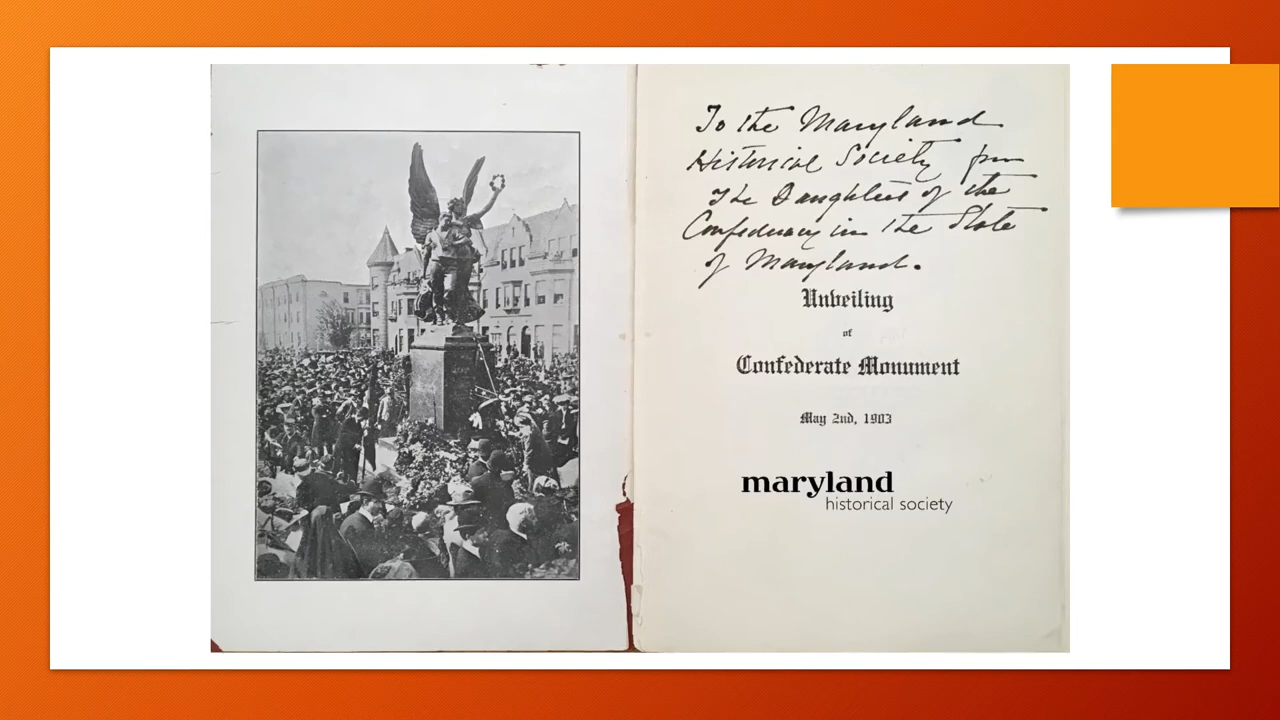 To the Maryland
Historical Society from
The Daughters of the
Confederacy in the State
of Maryland.
Unveiling
of
Confederate Monument
May 2nd, 1903
maryland
historical society